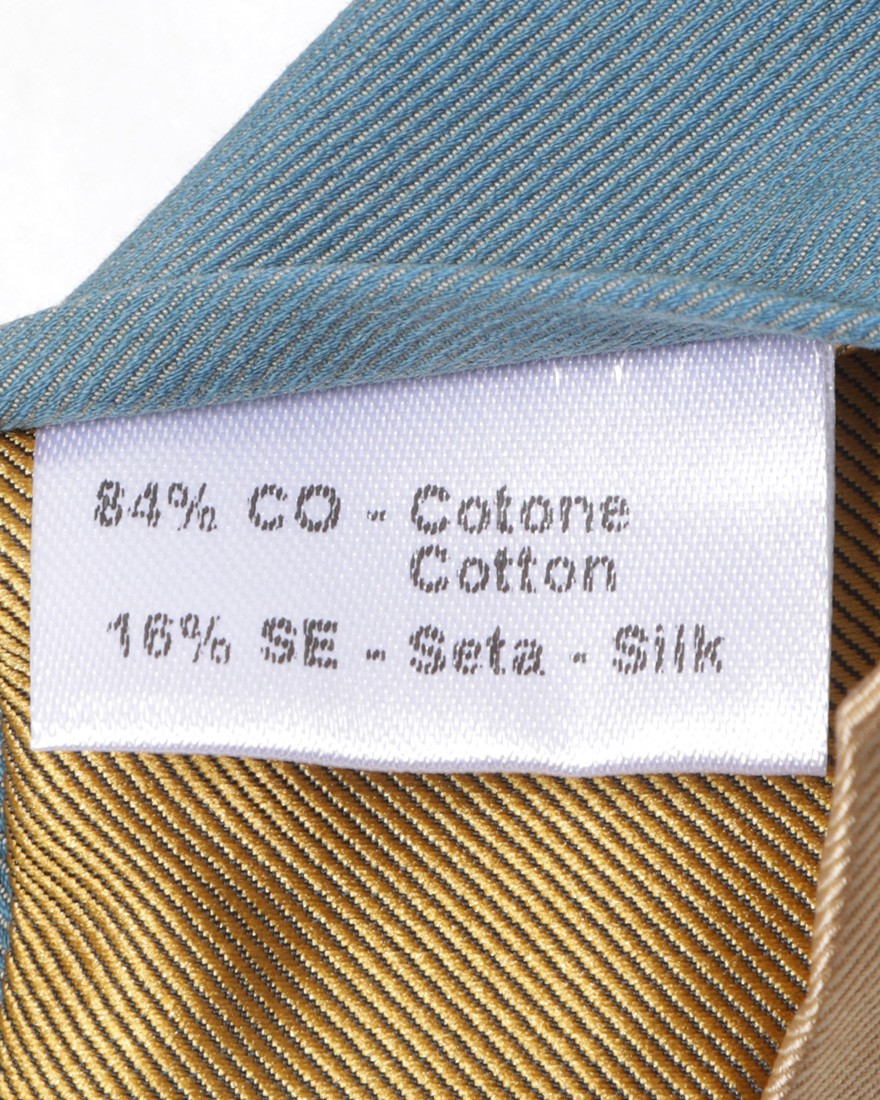 84% CO - Cotone
Cotton
16% SE - Seta - Silk